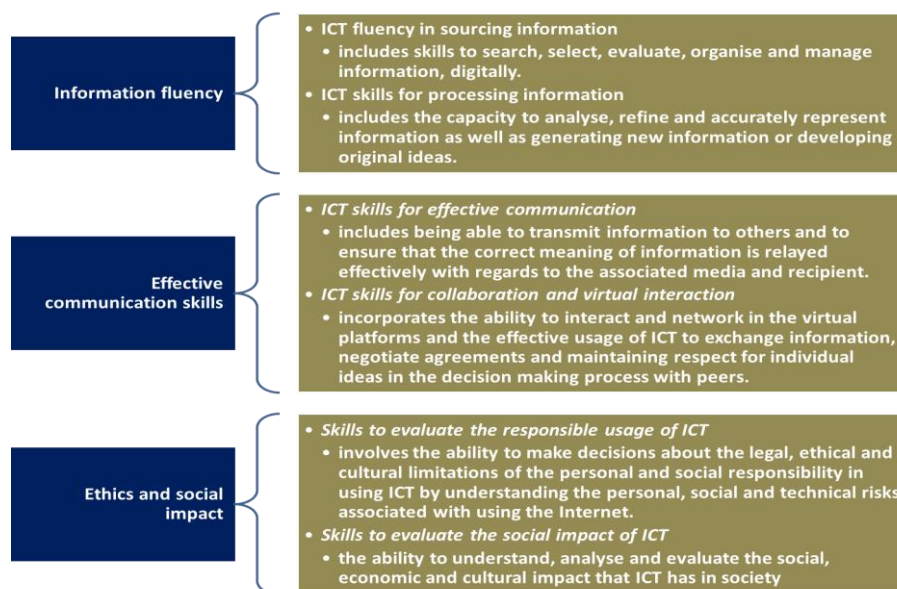 Information fluency
• ICT fluency in sourcing information
• includes skills to search, select, evaluate, organise and manage
information, digitally.
• ICT skills for processing information
• includes the capacity to analyse, refine and accurately represent
information as well as generating new information or developing
original ideas.
Effective
communication skills
• ICT skills for effective communication
• includes being able to transmit information to others and to
ensure that the correct meaning of information is relayed
effectively with regards to the associated media and recipient.
• ICT skills for collaboration and virtual interaction
• incorporates the ability to interact and network in the virtual
platforms and the effective usage of ICT to exchange information,
negotiate agreements and maintaining respect for individual
ideas in the decision making process with peers.
Ethics and social
impact
• Skills to evaluate the responsible usage of ICT
• involves the ability to make decisions about the legal, ethical and
cultural limitations of the personal and social responsibility in
using ICT by understanding the personal, social and technical risks
associated with using the Internet.
• Skills to evaluate the social impact of ICT
• the ability to understand, analyse and evaluate the social,
economic and cultural impact that ICT has in society